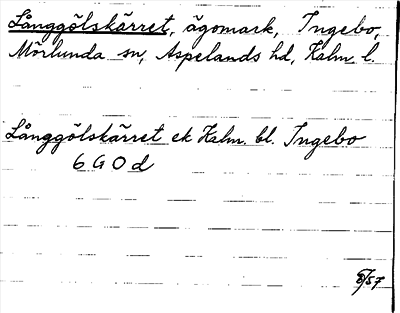 Långgölskärret, ägomark, Ingebo,
Mörlunda sn, Aspelands hd, Kalm. l.
Långgölskärret ek Kalm. bl. Ingebo
6 G 0 d
8/57